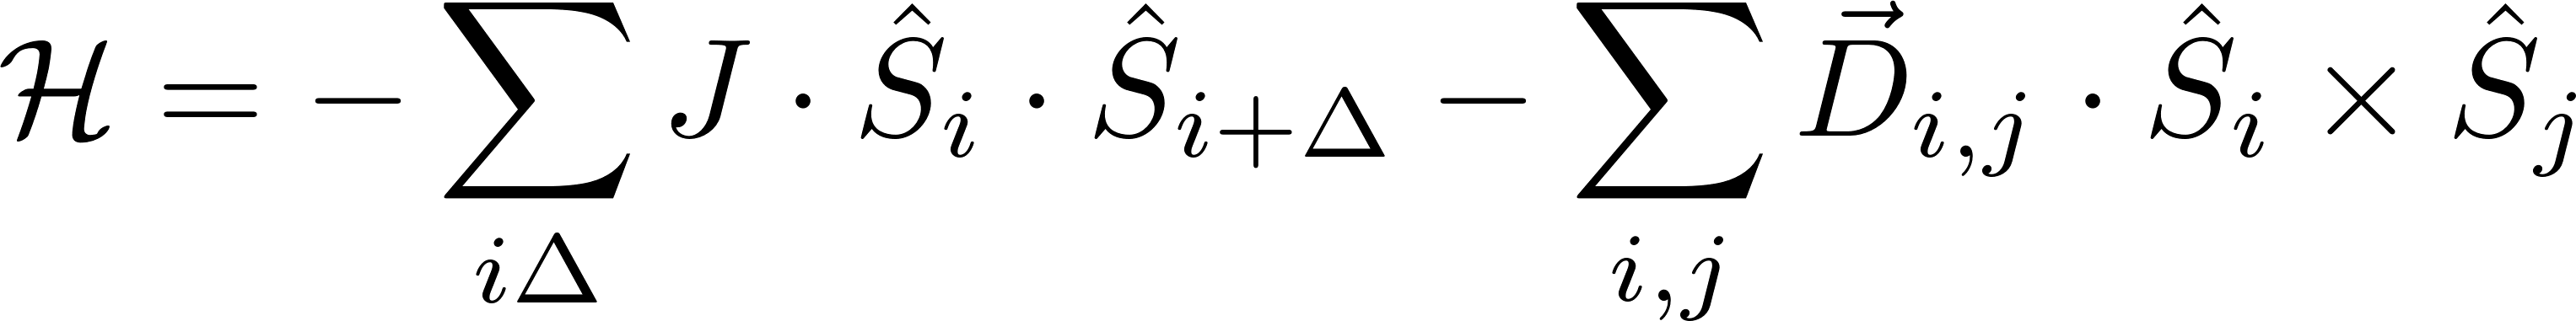 $\mathcal{H} = -\sum_{i\Delta} J \cdot \hat{S}_i \cdot \hat{S}_{i+\Delta} - \sum_{i,j} \vec{D}_{i,j} \cdot \hat{S}_i \times \hat{S}_j$